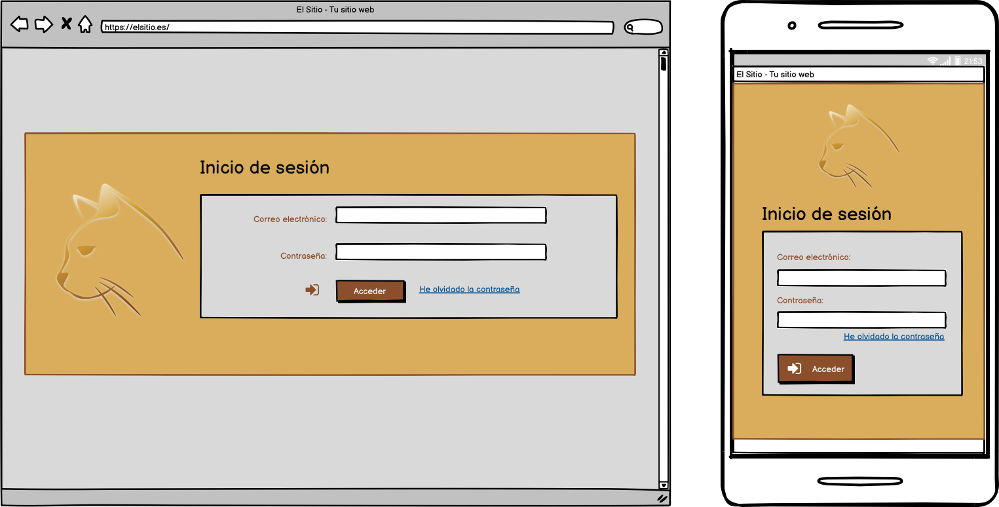 El Sitio - Tu sitio web
https://elsitio.es/
Inicio de sesión
Correo electrónico:
Contraseña:
Acceder
He olvidado la contraseña
21:53
El Sitio - Tu sitio web
Inicio de sesión
Correo electrónico:
Contraseña:
He olvidado la contraseña
Acceder